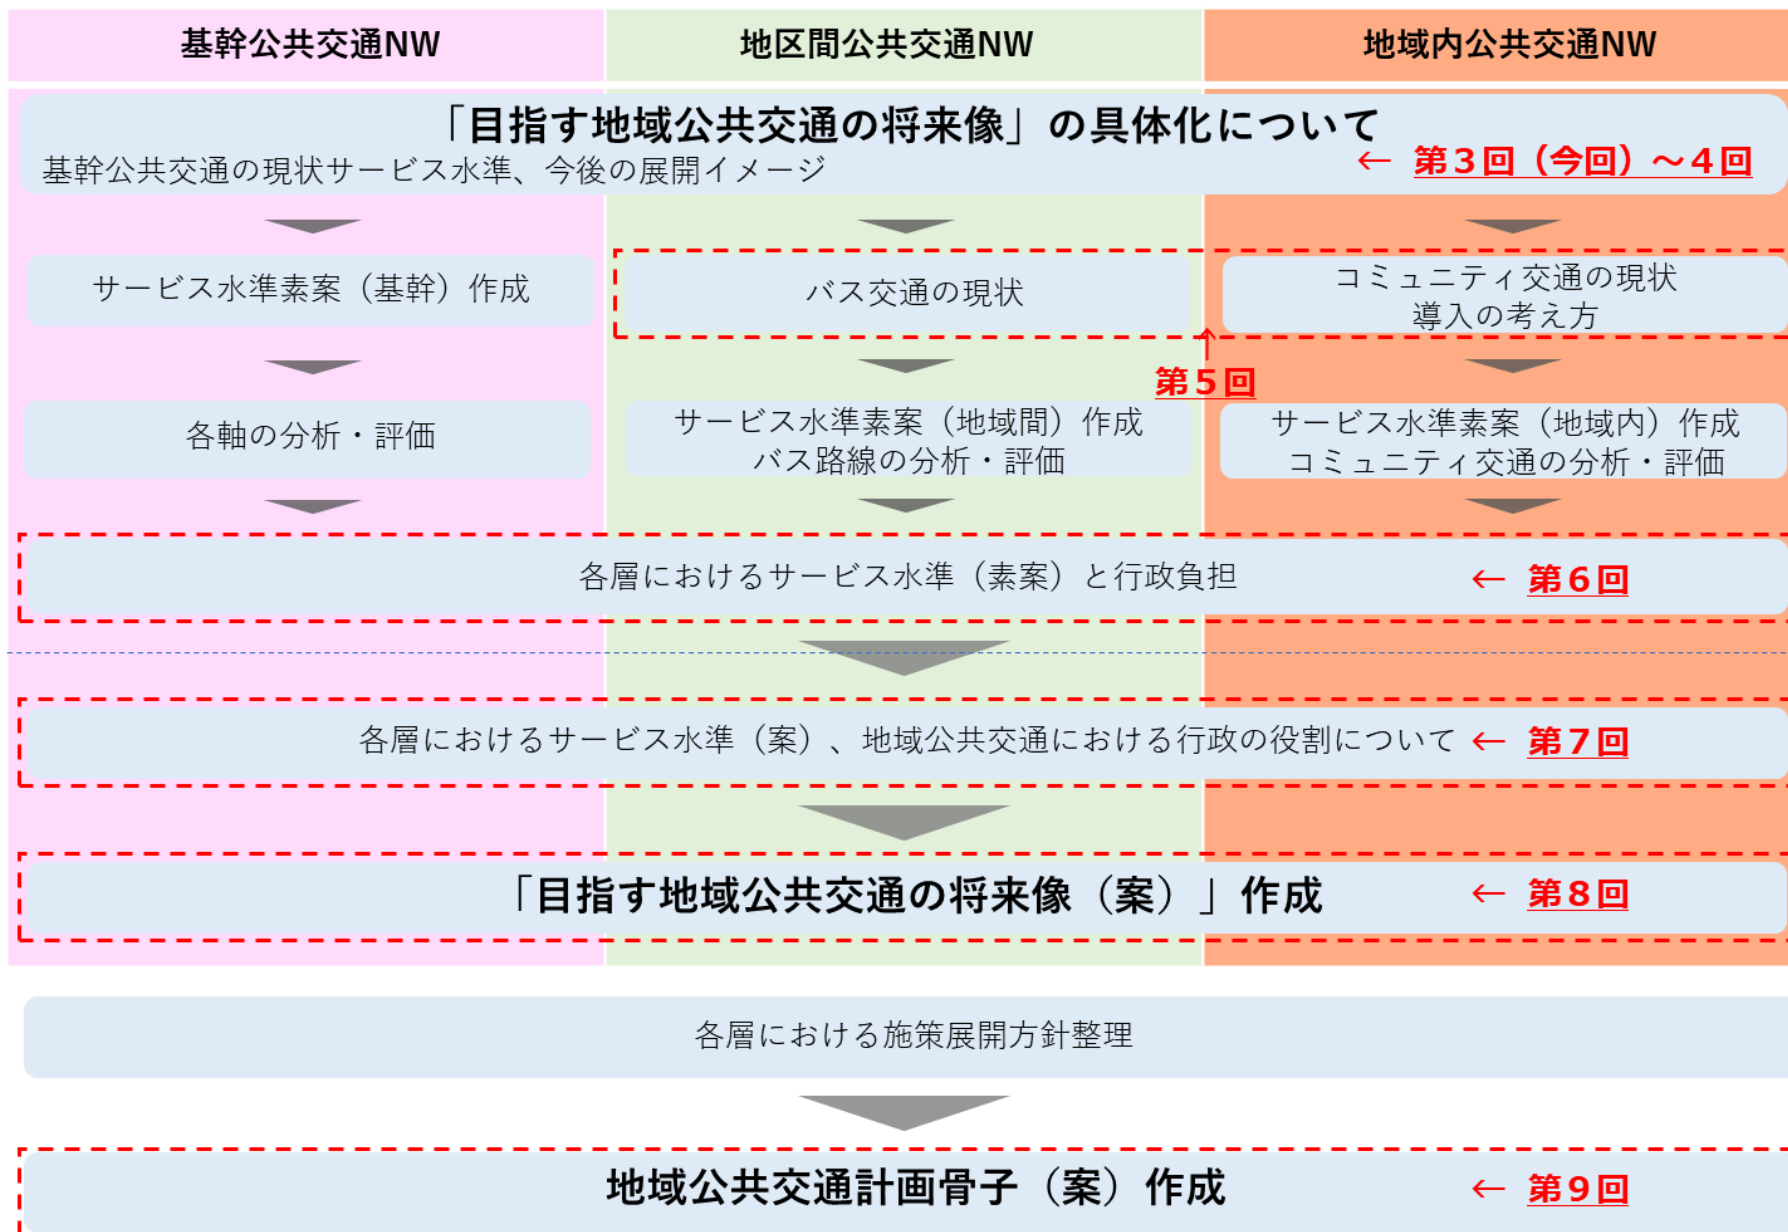 基幹公共交通NW
地区間公共交通NW
地域内公共交通NW
「目指す地域公共交通の将来像」の具体化について
基幹公共交通の現状サービス水準、今後の展開イメージ
← 第３回（今回）～４回
サービス水準素案（基幹）作成
バス交通の現状
コミュニティ交通の現状
導入の考え方
↑
第５回
各軸の分析・評価
サービス水準素案（地域間）作成
バス路線の分析・評価
サービス水準素案（地域内）作成
コミュニティ交通の分析・評価
各層におけるサービス水準（素案）と行政負担
← 第６回
各層におけるサービス水準（案）、地域公共交通における行政の役割について
← 第７回
「目指す地域公共交通の将来像（案）」作成
← 第８回
各層における施策展開方針整理
地域公共交通計画骨子（案）作成
← 第９回